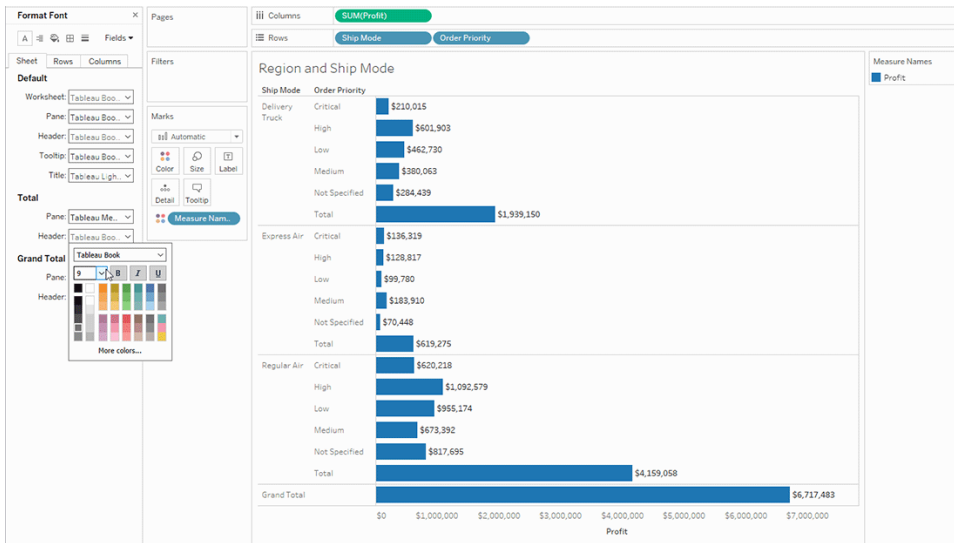 Format Font ×
A Fields
Sheet Rows Columns
Default
Worksheet: Tableau Boo..
Pane: Tableau Boo..
Header: Tableau Boo..
Tooltip: Tableau Boo..
Title: Tableau Ligh..
Total
Pane: Tableau Me..
Header: Tableau Boo..
Grand Total
Pane:
Header:
Tableau Book
9 B I U
More colors...
Pages
Filters
Marks
Automatic
Color Size Label
Detail Tooltip
Measure Nam..
Columns SUM(Profit)
Rows Ship Mode Order Priority
Region and Ship Mode
Ship Mode Order Priority
Delivery Truck Critical $210,015
High $601,903
Low $462,730
Medium $380,063
Not Specified $284,439
Total $1,939,150
Express Air Critical $136,319
High $128,817
Low $99,780
Medium $183,910
Not Specified $70,448
Total $619,275
Regular Air Critical $620,218
High $1,092,579
Low $955,174
Medium $673,392
Not Specified $817,695
Total $4,159,058
Grand Total $6,717,483
$0 $1,000,000 $2,000,000 $3,000,000 $4,000,000 $5,000,000 $6,000,000 $7,000,000
Profit
Measure Names
Profit